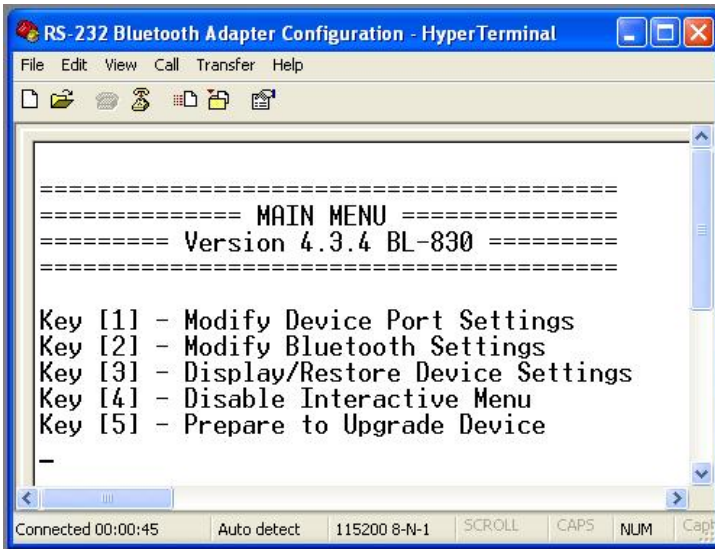 RS-232 Bluetooth Adapter Configuration - HyperTerminal
File Edit View Call Transfer Help
========================================
============== MAIN MENU ===============
========= Version 4.3.4 BL-830 =========
========================================
Key [1] - Modify Device Port Settings
Key [2] - Modify Bluetooth Settings
Key [3] - Display/Restore Device Settings
Key [4] - Disable Interactive Menu
Key [5] - Prepare to Upgrade Device
_
Connected 00:00:45 Auto detect 115200 8-N-1 SCROLL CAPS NUM Capt